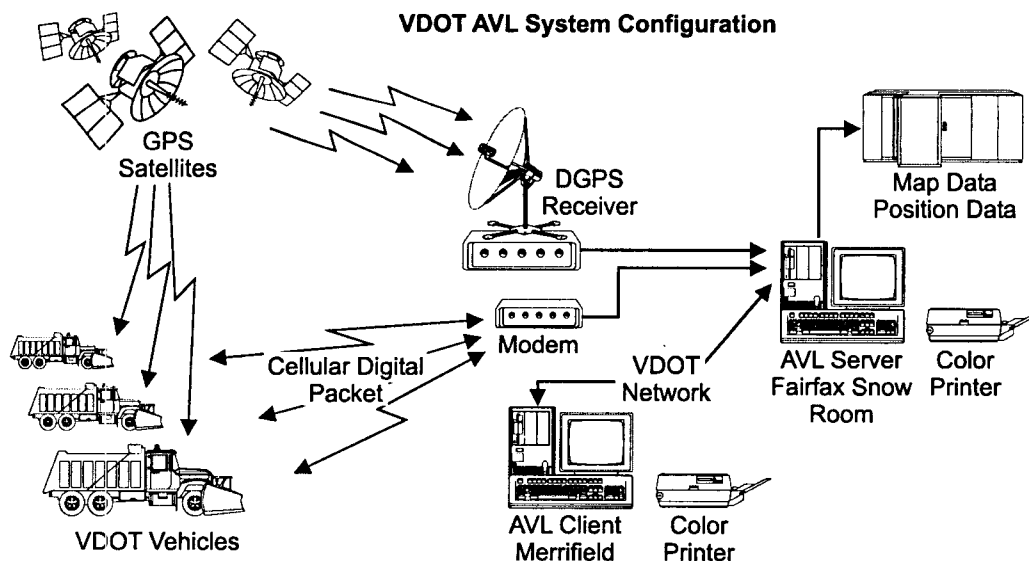 VDOT AVL System Configuration
GPS
Satellites
DGPS
Receiver
Map Data
Position Data
Cellular Digital
Packet
Modem
VDOT
Network
AVL Server
Fairfax Snow
Room
Color
Printer
VDOT Vehicles
AVL Client
Merrifield
Color
Printer